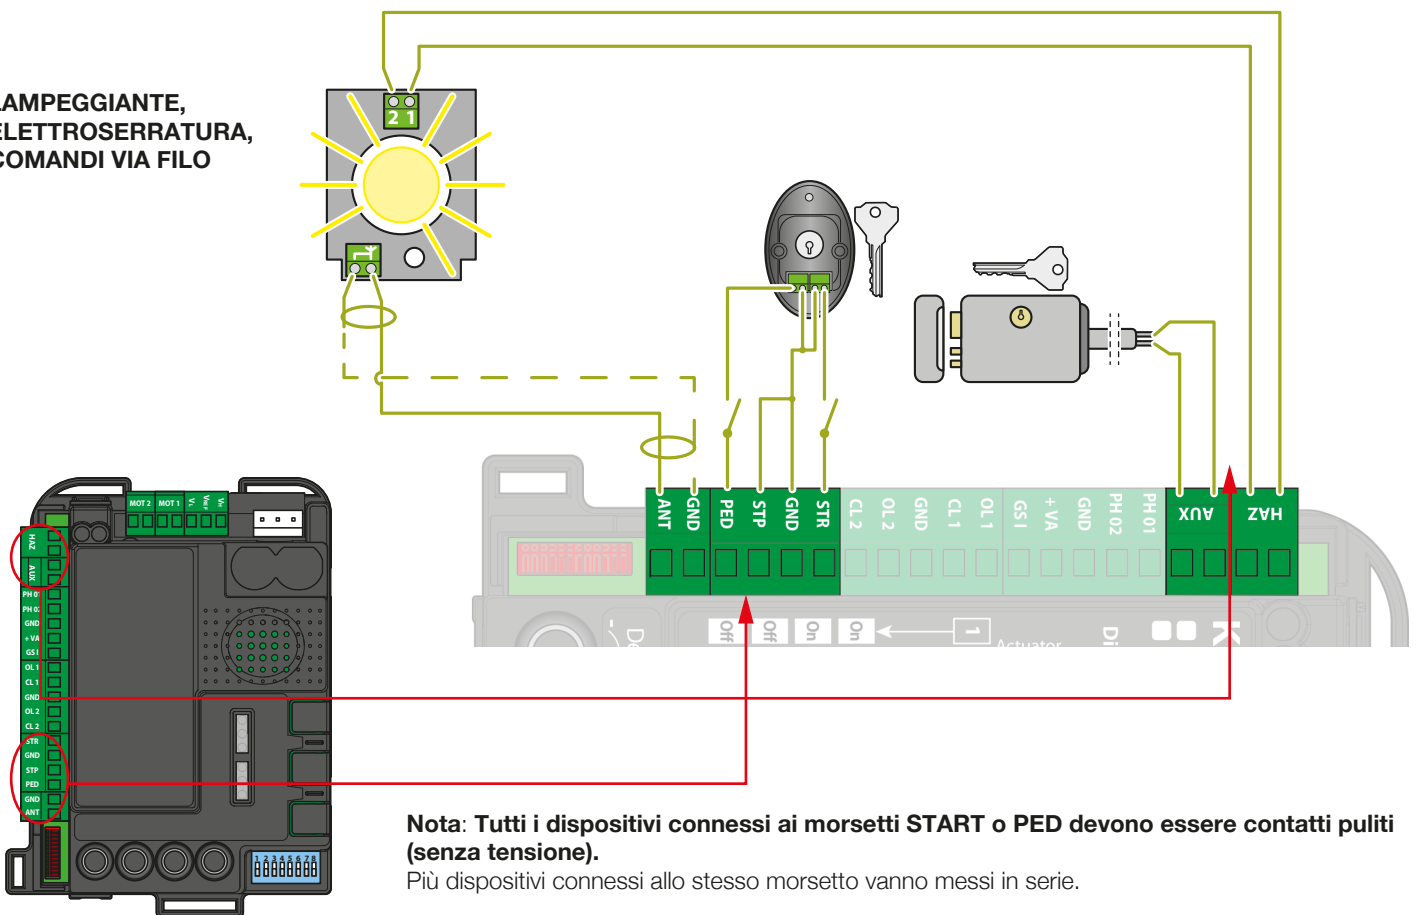 LAMPEGGIANTE,
ELETTROSERRATURA,
COMANDI VIA FILO
2 1
ANT
GND
PED
STP
GND
STR
CL 2
OL 2
GND
CL 1
OL 1
GS I
+ VA
GND
PH 02
PH 01
AUX
HAZ
Off
Off
On
On
1
Actuator
Di
K
De
MOT 2
MOT 1
HAZ
AUX
PH 01
PH 02
GND
+ VA
GS I
OL 1
CL 1
GND
OL 2
CL 2
STR
GND
STP
PED
GND
ANT
1 2 3 4 5 6 7 8
Nota: Tutti i dispositivi connessi ai morsetti START o PED devono essere contatti puliti
(senza tensione).
Più dispositivi connessi allo stesso morsetto vanno messi in serie.